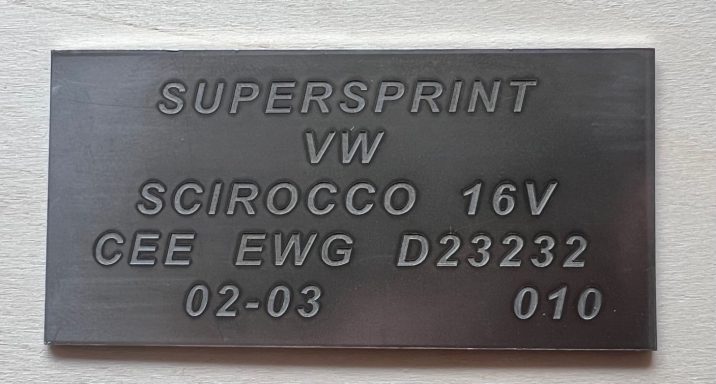 SUPERSPRINT
VW
SCIROCCO 16V
CEE EWG D23232
02-03 010